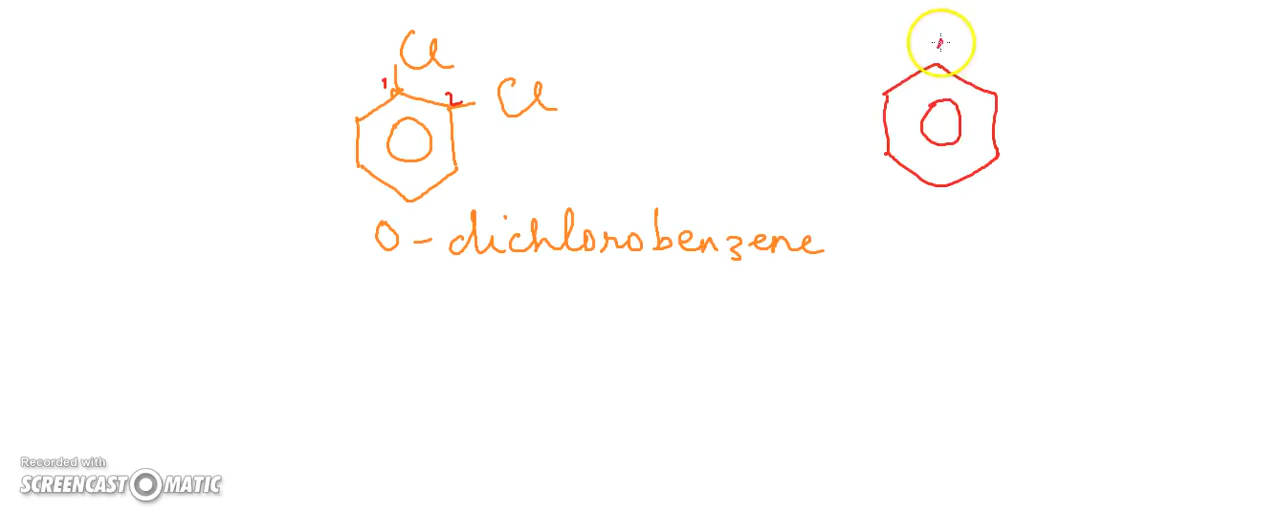 Cl
1
2
Cl
O - dichlorobenzene
Recorded with
SCREENCAST O MATIC